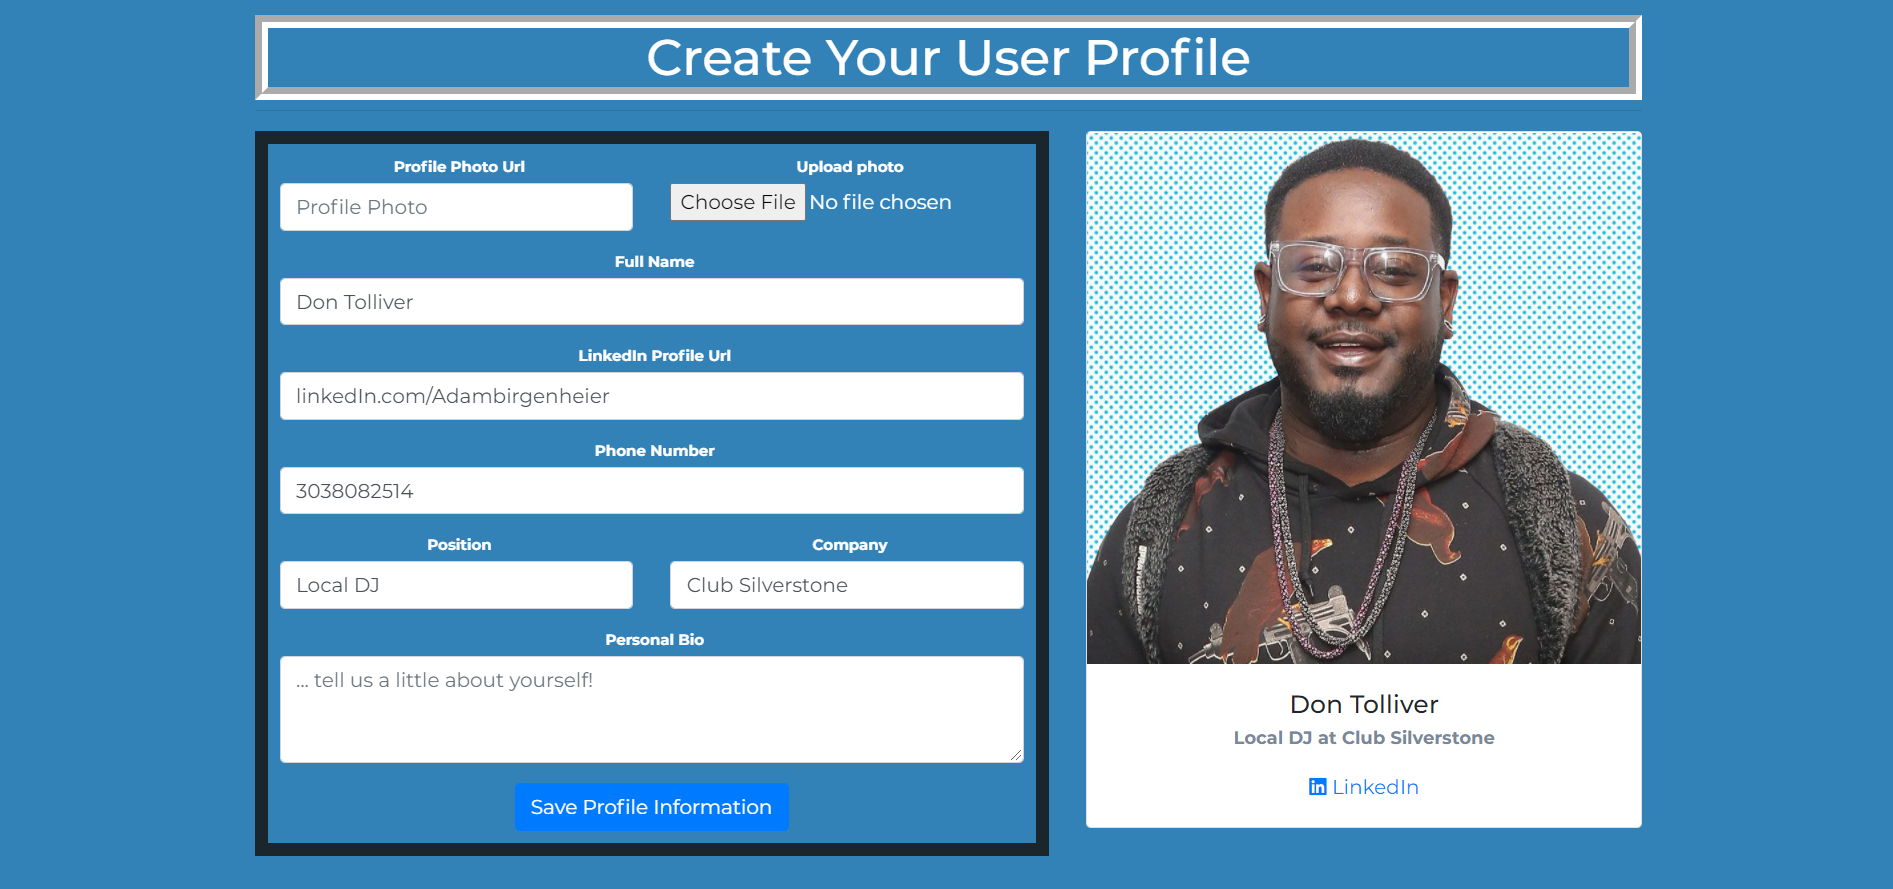 Create Your User Profile
Profile Photo Url
Upload photo
Profile Photo
Choose File No file chosen
Full Name
Don Tolliver
LinkedIn Profile Url
linkedIn.com/Adambirgenheier
Phone Number
3038082514
Position
Company
Local DJ
Club Silverstone
Personal Bio
... tell us a little about yourself!
Save Profile Information
Don Tolliver
Local DJ at Club Silverstone
in LinkedIn